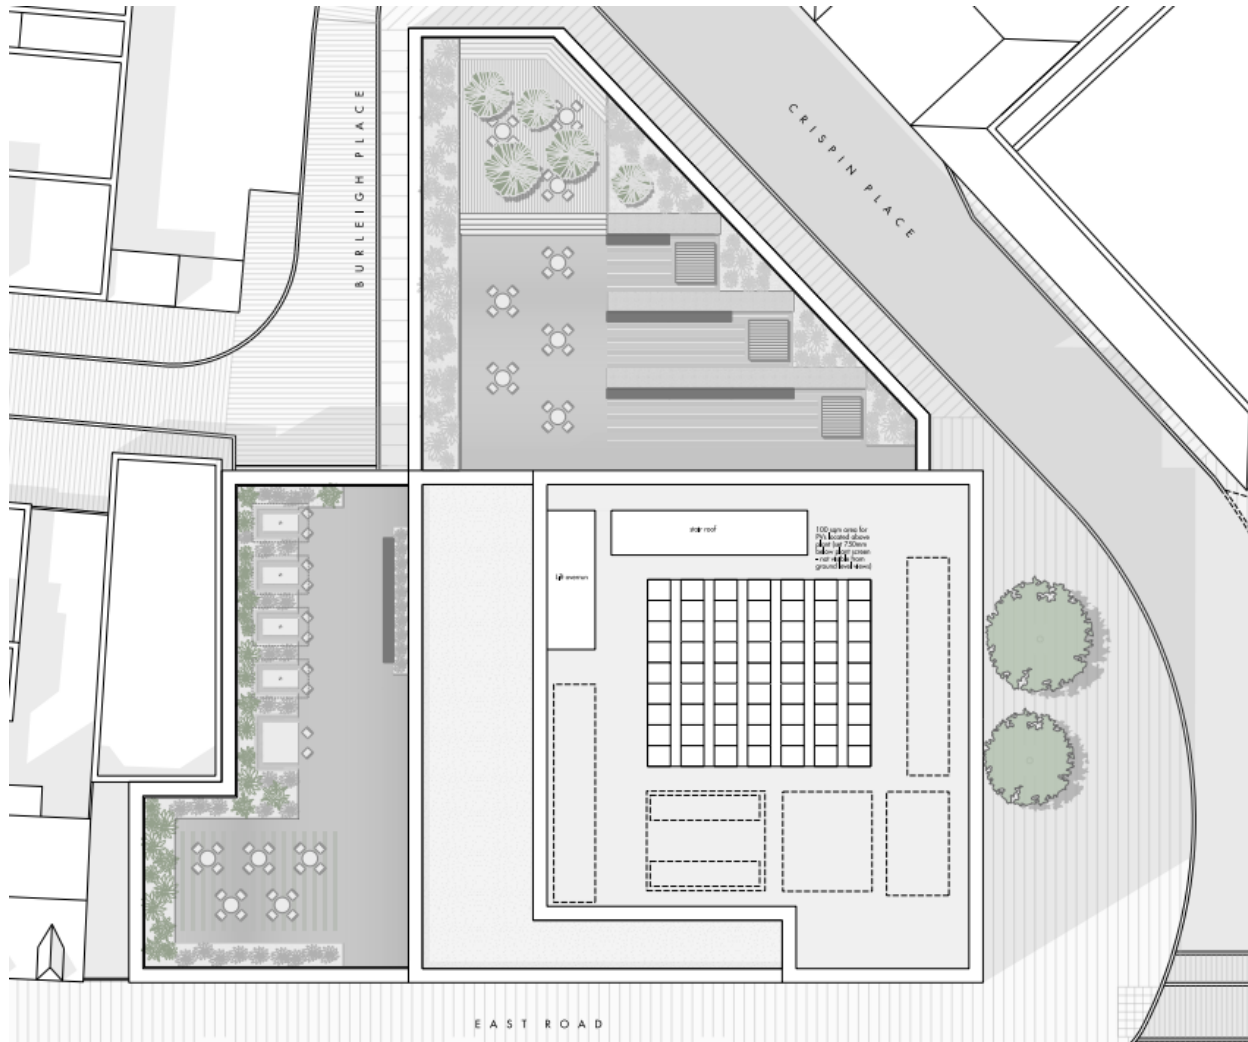 BURLEIGH PLACE
CRISPIN PLACE
stair roof
100 sqm area for
PVs located above
plant (set 750mm
below plant screen
- not visible from
ground level views)
Lift overrun
EAST ROAD